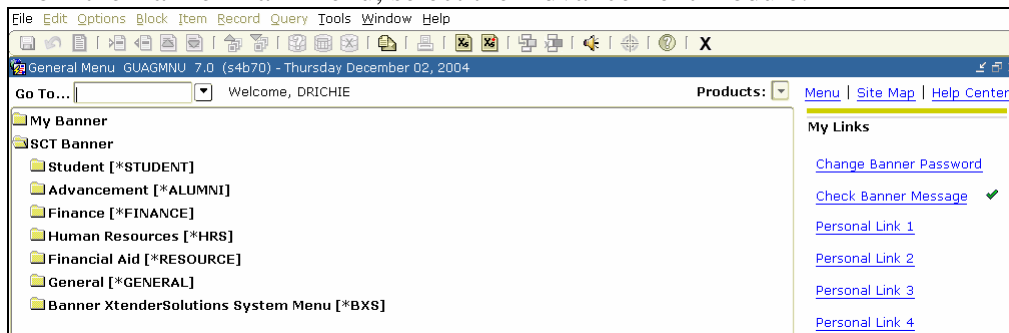 File Edit Options Block Item Record Query Tools Window Help
X
General Menu GUAGMNU 7.0 (s4b70) - Thursday December 02, 2004
Go To... Welcome, DRICHIE Products: Menu | Site Map | Help Center
My Banner
SCT Banner
Student [*STUDENT]
Advancement [*ALUMNI]
Finance [*FINANCE]
Human Resources [*HRS]
Financial Aid [*RESOURCE]
General [*GENERAL]
Banner XtenderSolutions System Menu [*BXS]
My Links
Change Banner Password
Check Banner Message
Personal Link 1
Personal Link 2
Personal Link 3
Personal Link 4